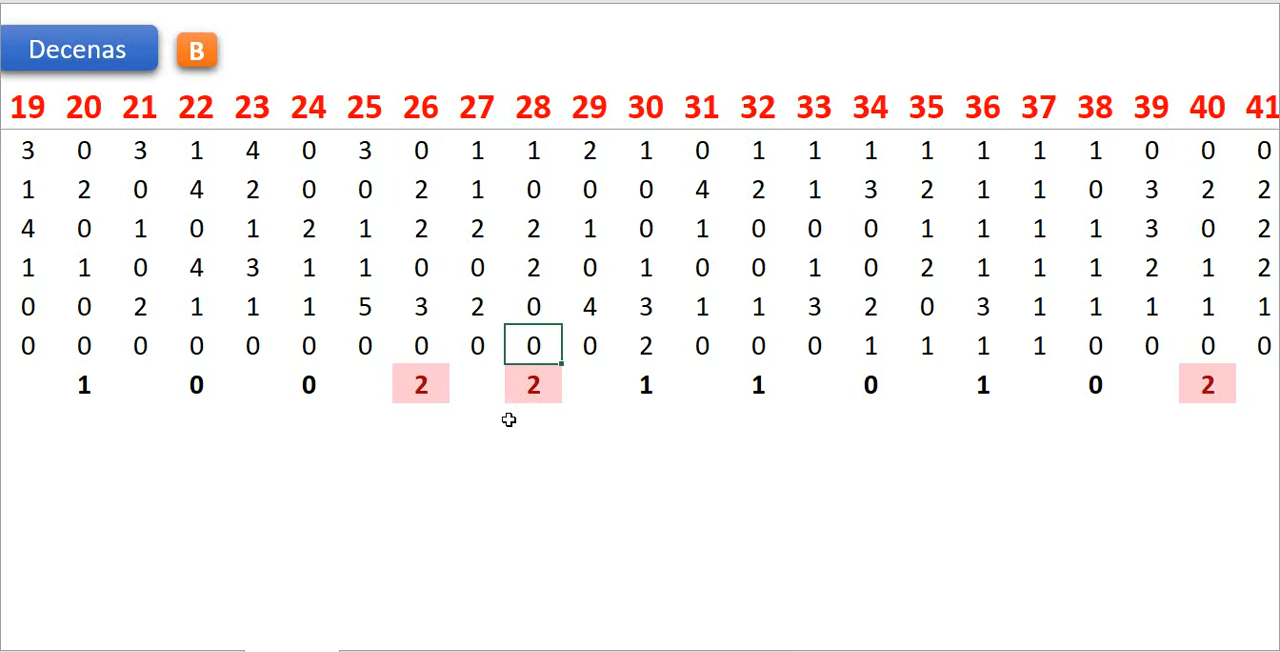 Decenas B
19 20 21 22 23 24 25 26 27 28 29 30 31 32 33 34 35 36 37 38 39 40 41
3 0 3 1 4 0 3 0 1 1 2 1 0 1 1 1 1 1 1 1 0 0 0
1 2 0 4 2 0 0 2 1 0 0 0 4 2 1 3 2 1 1 0 3 2 2
4 0 1 0 1 2 1 2 2 2 1 0 1 0 0 0 1 1 1 1 3 0 2
1 1 0 4 3 1 1 0 0 2 0 1 0 0 1 0 2 1 1 1 2 1 2
0 0 2 1 1 1 5 3 2 0 4 3 1 1 3 2 0 3 1 1 1 1 1
0 0 0 0 0 0 0 0 0 0 0 2 0 0 0 1 1 1 1 0 0 0 0
1 0 0 2 2 1 1 0 1 0 2